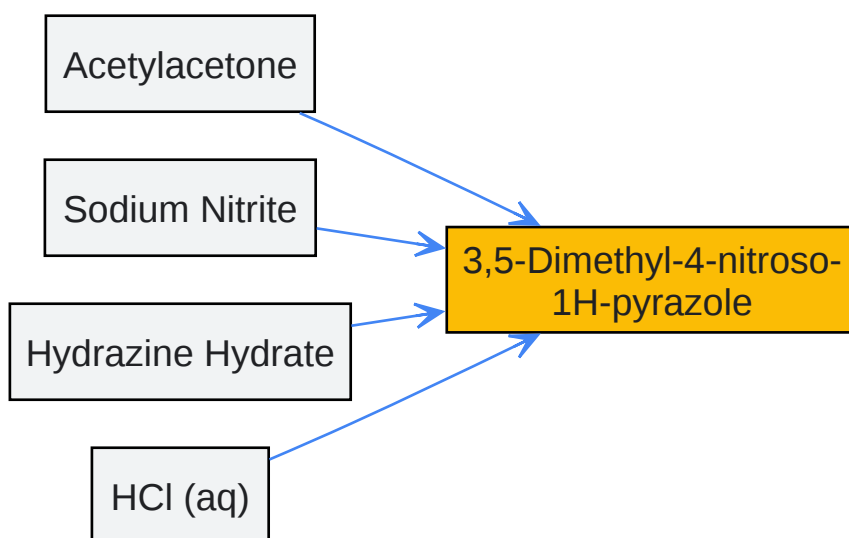 Acetylacetone
Sodium Nitrite
Hydrazine Hydrate
HCl (aq)
3,5-Dimethyl-4-nitroso-
1H-pyrazole